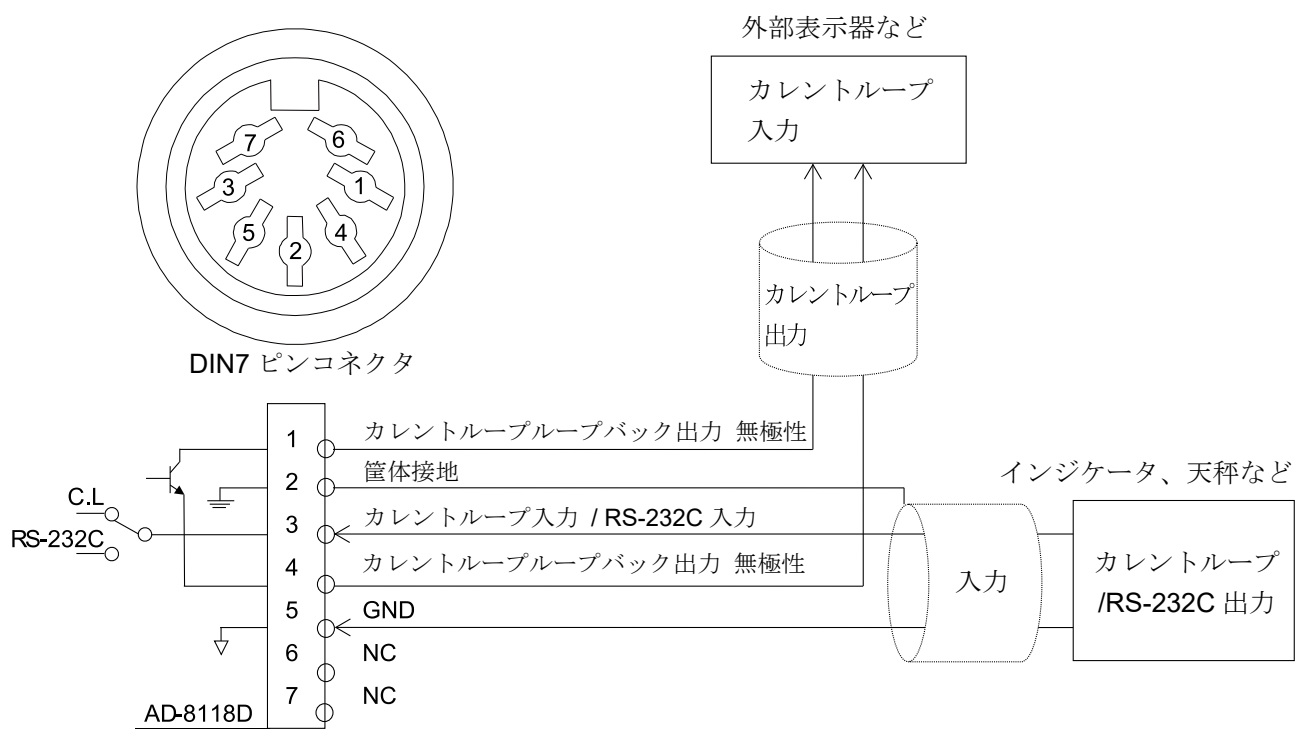 外部表示器など
カレントループ
入力
7
6
3
1
5
4
2
カレントループ
出力
DIN7 ピンコネクタ
1
カレントループループバック出力 無極性
2
筐体接地
インジケータ、天秤など
C.L
3
カレントループ入力 / RS-232C 入力
RS-232C
4
カレントループループバック出力 無極性
入力
カレントループ
/RS-232C 出力
5
GND
6
NC
7
NC
AD-8118D